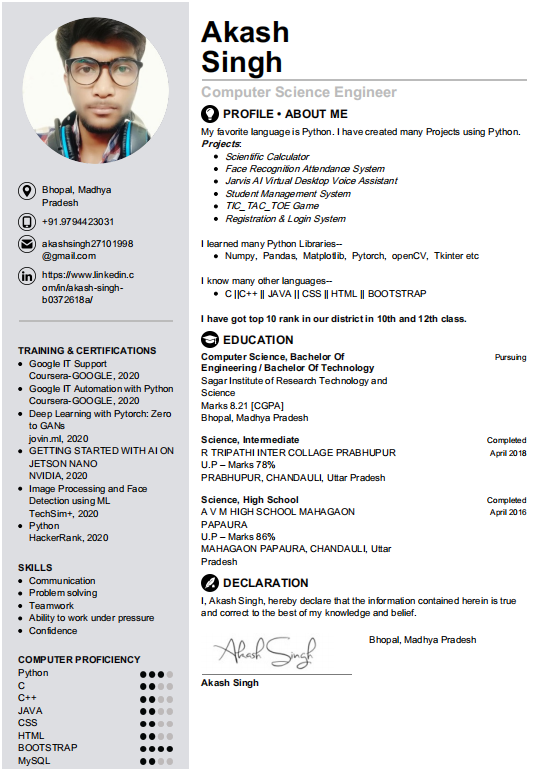 Akash
Singh
Computer Science Engineer
Bhopal, Madhya
Pradesh
+91.9794423031
akashsingh27101998
@gmail.com
https://www.linkedin.c
om/in/akash-singh-
b0372618a/
TRAINING & CERTIFICATIONS
Google IT Support
Coursera-GOOGLE, 2020
Google IT Automation with Python
Coursera-GOOGLE, 2020
Deep Learning with Pytorch: Zero
to GANs
jovin.ml, 2020
GETTING STARTED WITH AI ON
JETSON NANO
NVIDIA, 2020
Image Processing and Face
Detection using ML
TechSim+, 2020
Python
HackerRank, 2020
SKILLS
Communication
Problem solving
Teamwork
Ability to work under pressure
Confidence
COMPUTER PROFICIENCY
Python
C
C++
JAVA
CSS
HTML
BOOTSTRAP
MySQL
PROFILE • ABOUT ME
My favorite language is Python. I have created many Projects using Python.
Projects:
• Scientific Calculator
• Face Recognition Attendance System
• Jarvis AI Virtual Desktop Voice Assistant
• Student Management System
• TIC_TAC_TOE Game
• Registration & Login System
I learned many Python Libraries--
• Numpy, Pandas, Matplotlib, Pytorch, openCV, Tkinter etc
I know many other languages--
• C ||C++ || JAVA || CSS || HTML || BOOTSTRAP
I have got top 10 rank in our district in 10th and 12th class.
EDUCATION
Computer Science, Bachelor Of
Engineering / Bachelor Of Technology
Pursuing
Sagar Institute of Research Technology and
Science
Marks 8.21 [CGPA]
Bhopal, Madhya Pradesh
Science, Intermediate
Completed
R TRIPATHI INTER COLLAGE PRABHUPUR
April 2018
U.P – Marks 78%
PRABHUPUR, CHANDAULI, Uttar Pradesh
Science, High School
Completed
A V M HIGH SCHOOL MAHAGAON
April 2016
PAPAURA
U.P – Marks 86%
MAHAGAON PAPAURA, CHANDAULI, Uttar
Pradesh
DECLARATION
I, Akash Singh, hereby declare that the information contained herein is true
and correct to the best of my knowledge and belief.
Akash Singh
Bhopal, Madhya Pradesh
Akash Singh